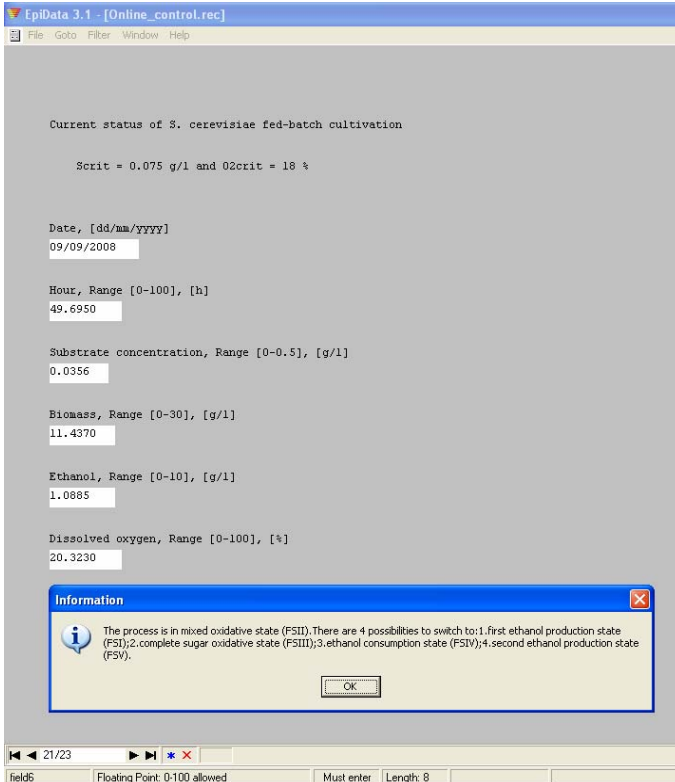 EpiData 3.1 - [Online_control.rec]
File Goto Filter Window Help
Current status of S. cerevisiae fed-batch cultivation
Scrit = 0.075 g/l and O2crit = 18 %
Date, [dd/mm/yyyy]
09/09/2008
Hour, Range [0-100], [h]
49.6950
Substrate concentration, Range [0-0.5], [g/l]
0.0356
Biomass, Range [0-30], [g/l]
11.4370
Ethanol, Range [0-10], [g/l]
1.0885
Dissolved oxygen, Range [0-100], [%]
20.3230
Information
The process is in mixed oxidative state (FSII).There are 4 possibilities to switch to:1.first ethanol production state
(FSI);2.complete sugar oxidative state (FSIII);3.ethanol consumption state (FSIV);4.second ethanol production state
(FSV).
OK
21/23
field6 Floating Point: 0-100 allowed Must enter Length: 8